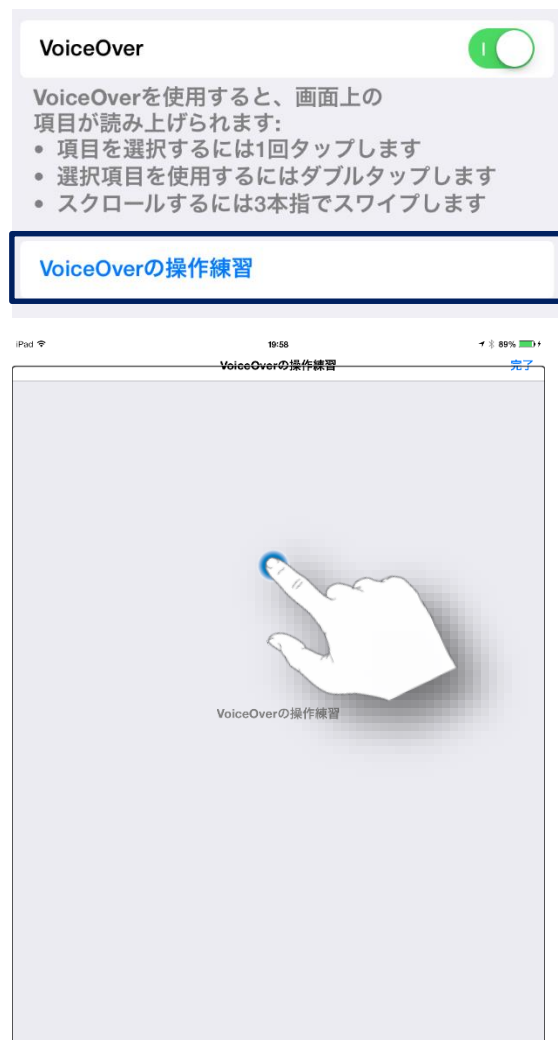 VoiceOver
VoiceOverを使用すると、画面上の
項目が読み上げられます:
• 項目を選択するには1回タップします
• 選択項目を使用するにはダブルタップします
• スクロールするには3本指でスワイプします
VoiceOverの操作練習
iPad 19:58 89%
VoiceOverの操作練習 完了
VoiceOverの操作練習